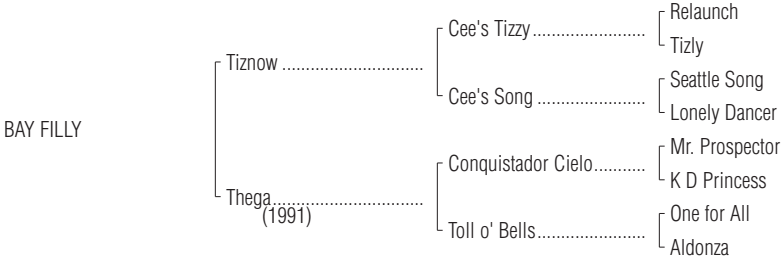 Relaunch
Cee's Tizzy
Tizly
Tiznow
Seattle Song
Cee's Song
Lonely Dancer
BAY FILLY
Mr. Prospector
Conquistador Cielo
K D Princess
Thega
(1991)
One for All
Toll o' Bells
Aldonza